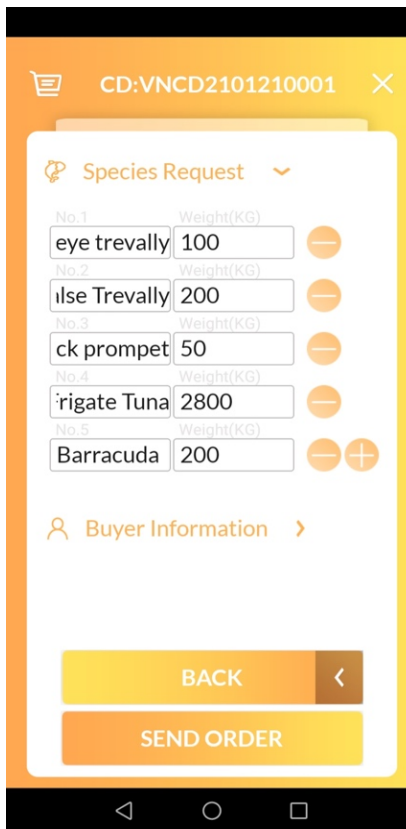 CD:VNCD2101210001
Species Request
No.1 Weight(KG)
eye trevally 100
No.2 Weight(KG)
alse Trevally 200
No.3 Weight(KG)
ck prompet 50
No.4 Weight(KG)
Frigate Tuna 2800
No.5 Weight(KG)
Barracuda 200
Buyer Information
BACK
SEND ORDER